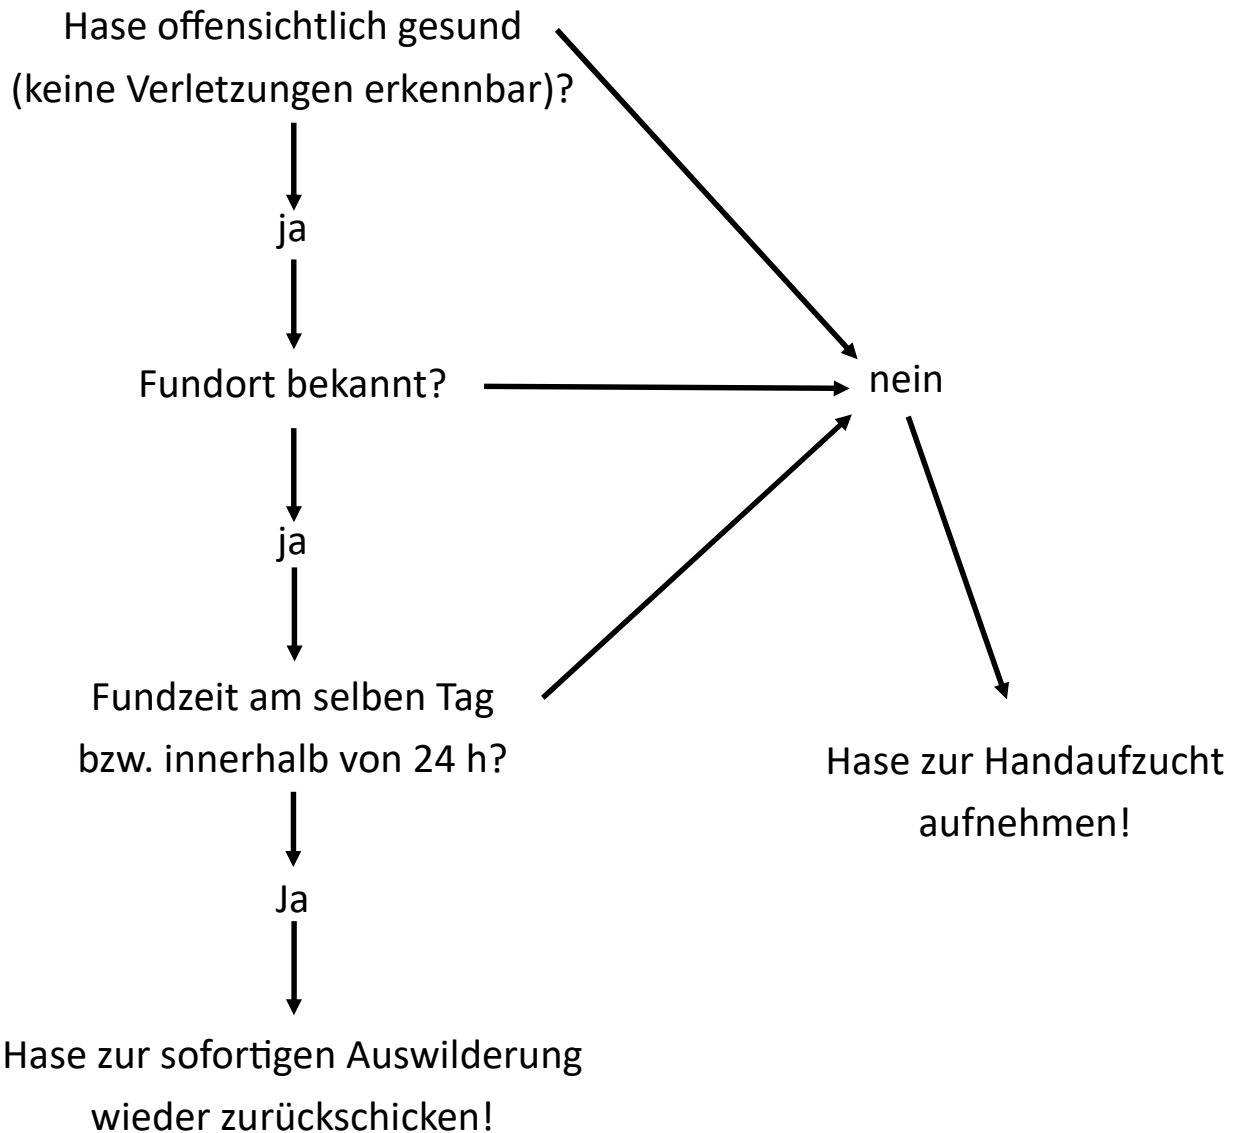 Hase offensichtlich gesund
(keine Verletzungen erkennbar)?
ja
Fundort bekannt?
nein
ja
Fundzeit am selben Tag
bzw. innerhalb von 24 h?
Hase zur Handaufzucht
aufnehmen!
Ja
Hase zur sofortigen Auswilderung
wieder zurückschicken!